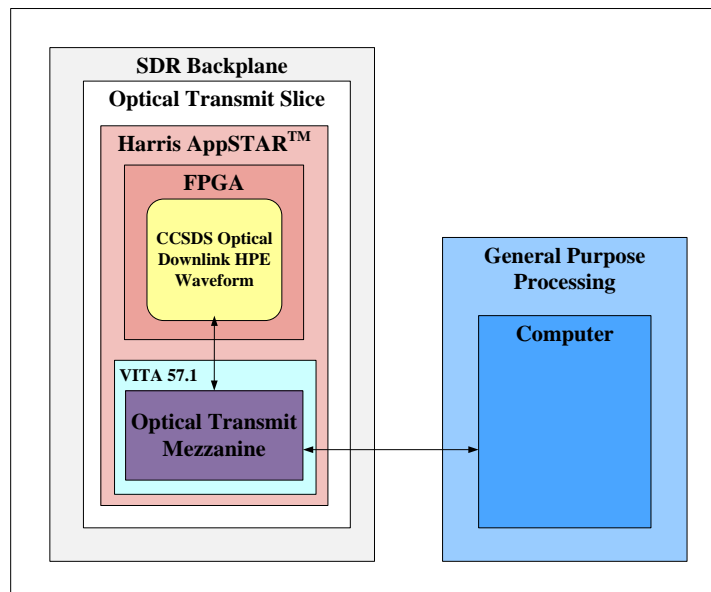 SDR Backplane
Optical Transmit Slice
Harris AppSTAR™
FPGA
CCSDS Optical
Downlink HPE
Waveform
VITA 57.1
Optical Transmit
Mezzanine
General Purpose
Processing
Computer